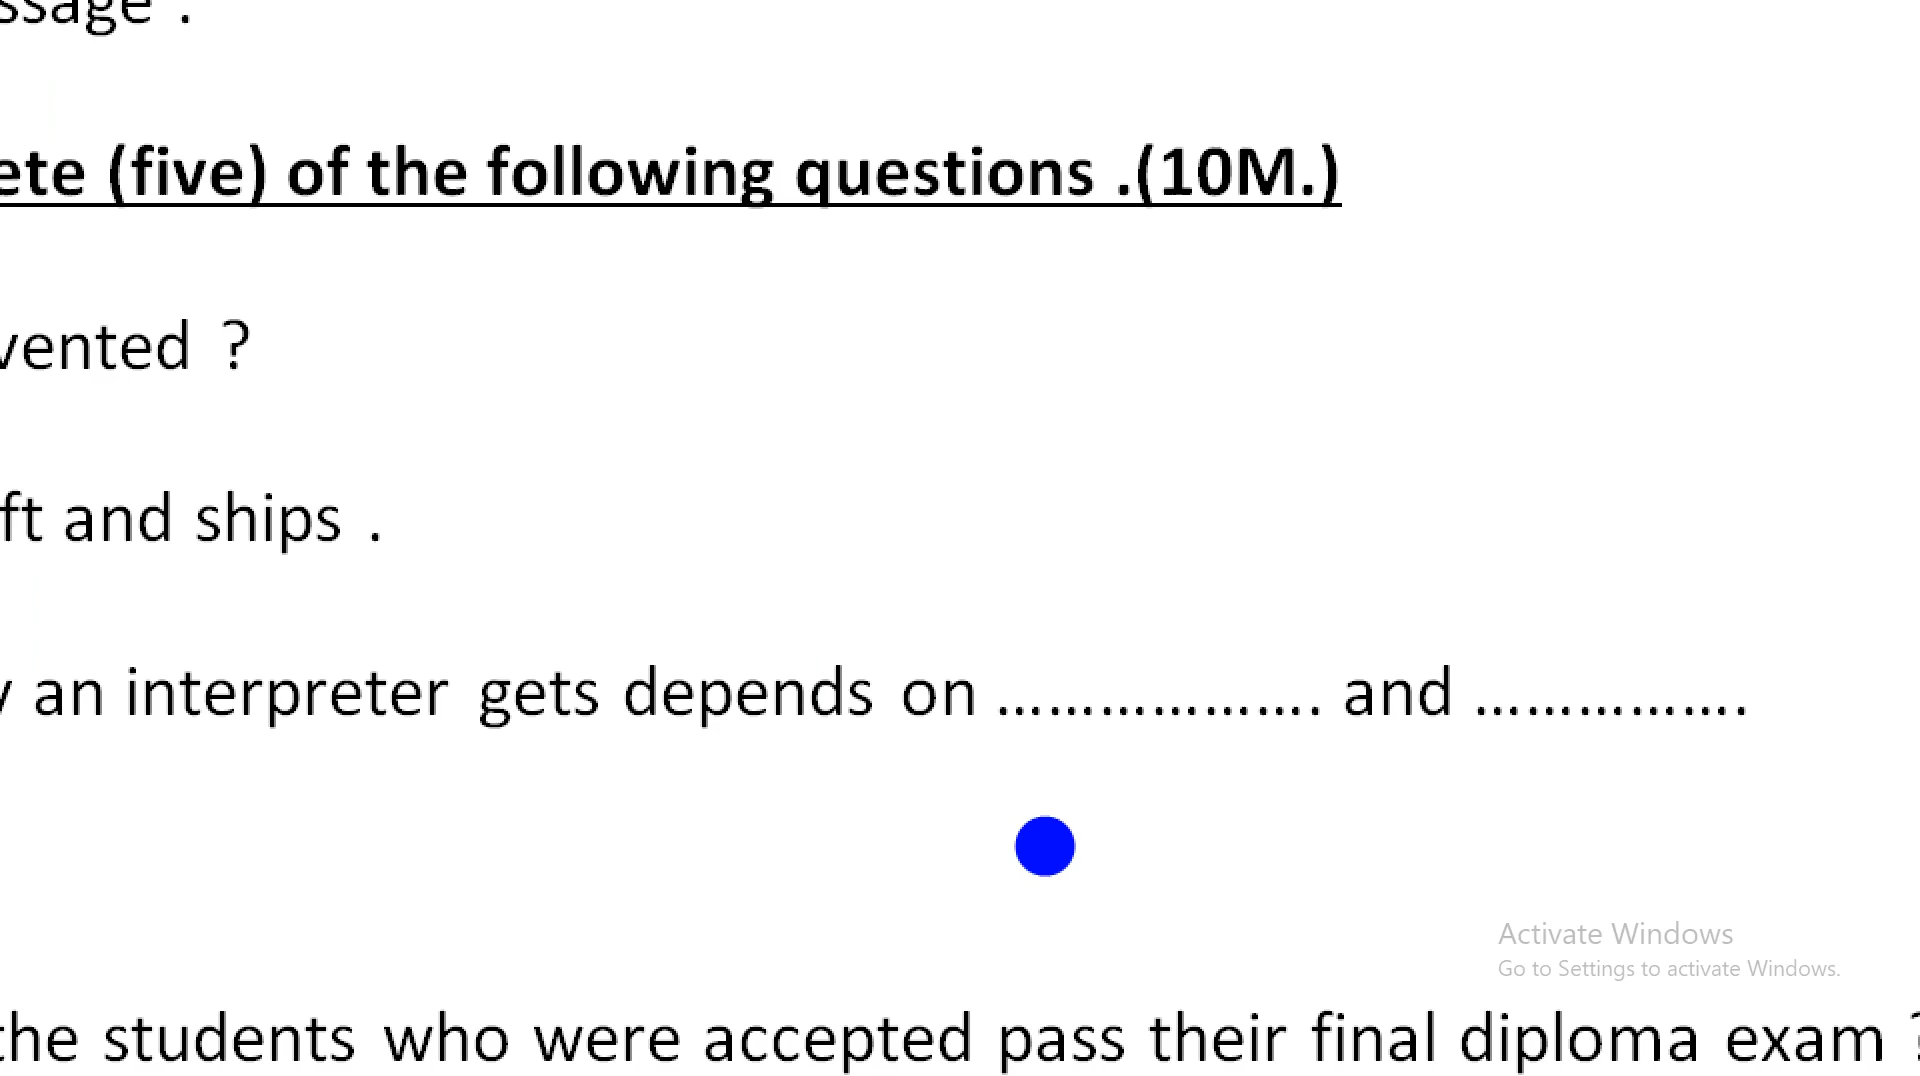 ssage .
ete (five) of the following questions .(10M.)
vented ?
ft and ships .
y an interpreter gets depends on ................... and ................
Activate Windows
Go to Settings to activate Windows.
the students who were accepted pass their final diploma exam ?